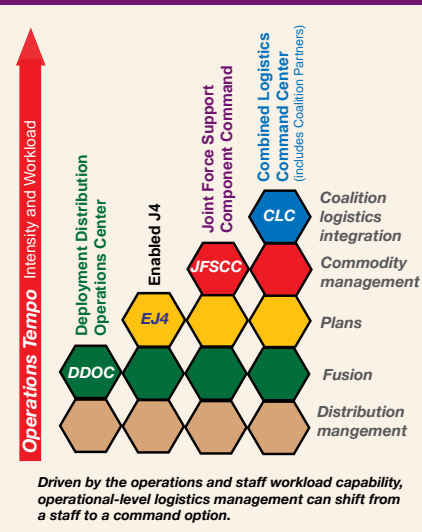 Operations Tempo Intensity and Workload
Deployment Distribution
Operations Center
Enabled J4
Joint Force Support
Component Command
Combined Logistics
Command Center
(includes Coalition Partners)
CLC
Coalition
logistics
integration
JFSCC
Commodity
management
EJ4
Plans
DDOC
Fusion
Distribution
mangement
Driven by the operations and staff workload capability,
operational-level logistics management can shift from
a staff to a command option.